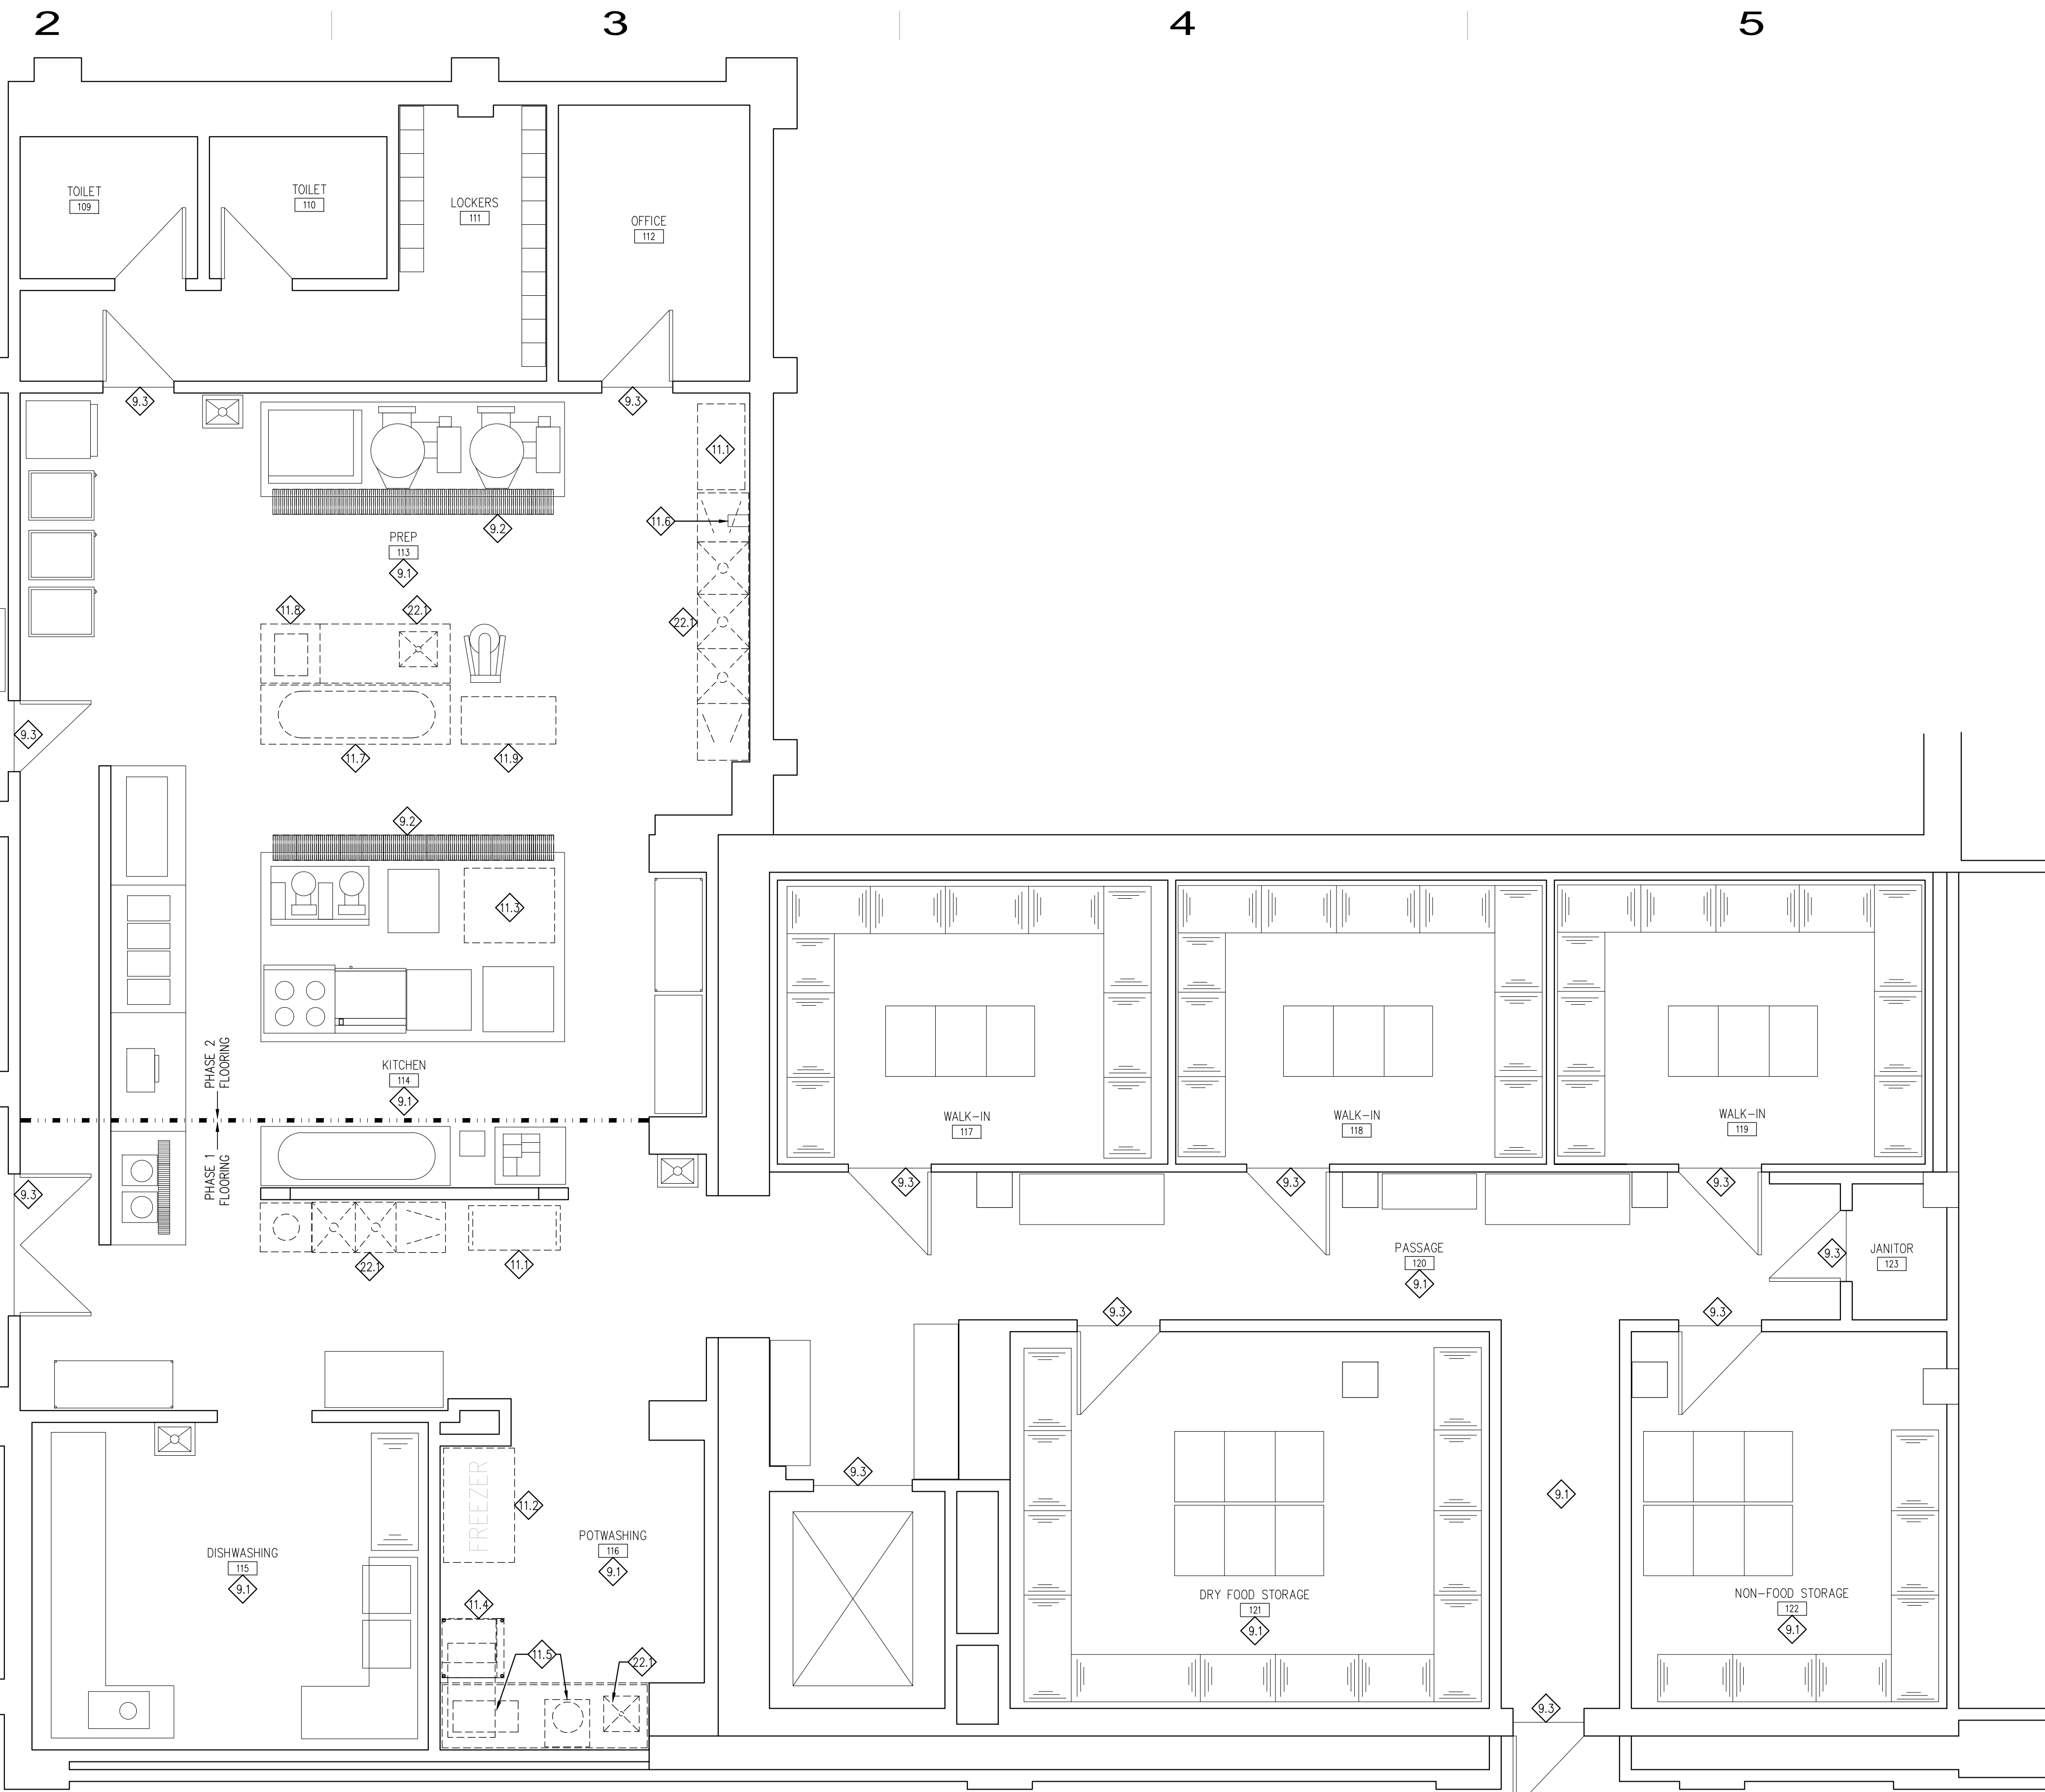 2 3 4 5
TOILET
109
TOILET
110
LOCKERS
111
OFFICE
112
9.3
9.3
11.1
11.6
9.2
PREP
113
9.1
11.8
22.1
22.1
9.3
11.7
11.9
9.2
11.3
PHASE 2
FLOORING
KITCHEN
114
9.1
PHASE 1
FLOORING
9.3
22.1
11.1
WALK-IN
117
WALK-IN
118
WALK-IN
119
9.3
9.3
9.3
PASSAGE
120
9.1
9.3
JANITOR
123
9.3
9.3
9.3
FREEZER
11.2
9.1
POTWASHING
116
9.1
DISHWASHING
115
9.1
11.4
11.5
22.1
DRY FOOD STORAGE
121
9.1
NON-FOOD STORAGE
122
9.1
9.3